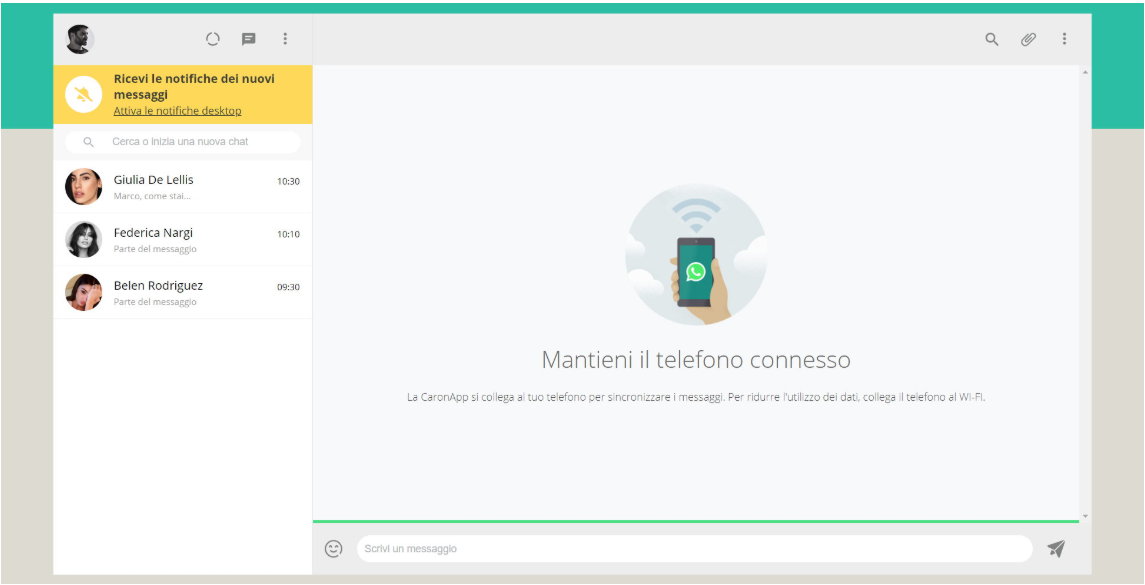 Ricevi le notifiche dei nuovi
messaggi
Attiva le notifiche desktop
Cerca o inizia una nuova chat
Giulia De Lellis
10:30
Marco, come stai...
Federica Nargi
10:10
Parte del messaggio
Belen Rodriguez
09:30
Parte del messaggio
Mantieni il telefono connesso
La CaronApp si collega al tuo telefono per sincronizzare i messaggi. Per ridurre l'utilizzo dei dati, collega il telefono al WI-FI.
Scrivi un messaggio